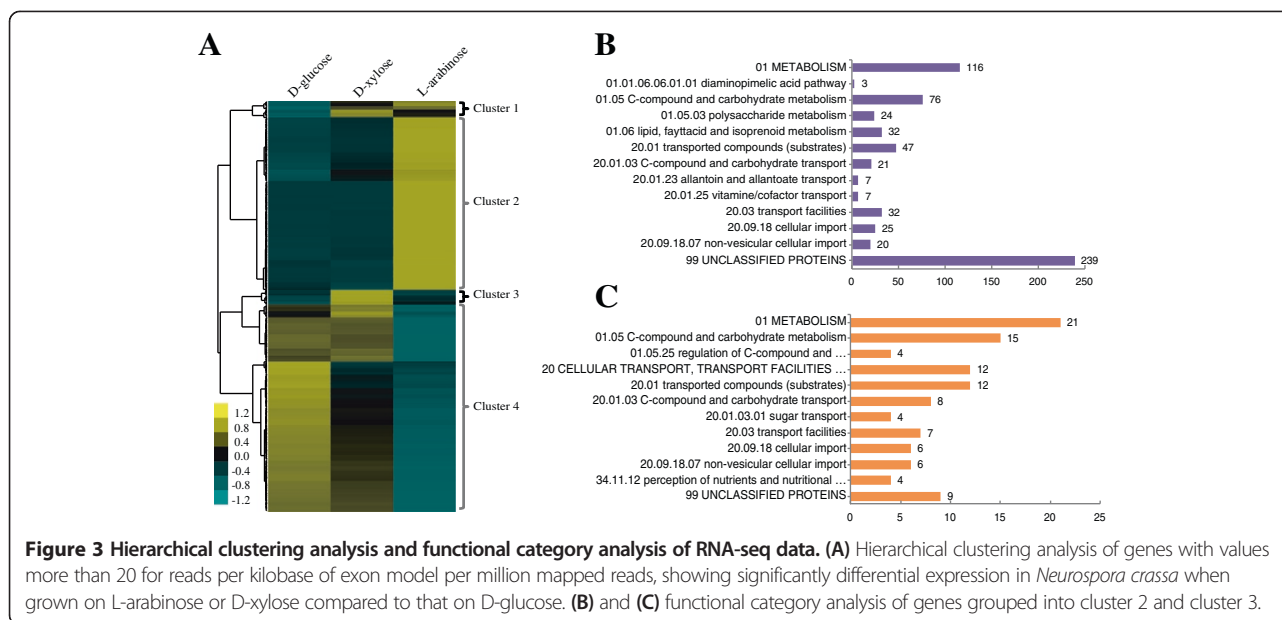 A
D-glucose
D-xylose
L-arabinose
Cluster 1
Cluster 2
Cluster 3
Cluster 4
1.2
0.8
0.4
0.0
-0.4
-0.8
-1.2
B
01 METABOLISM 116
01.01.06.06.01.01 diaminopimelic acid pathway 3
01.05 C-compound and carbohydrate metabolism 76
01.05.03 polysaccharide metabolism 24
01.06 lipid, fayttacid and isoprenoid metabolism 32
20.01 transported compounds (substrates) 47
20.01.03 C-compound and carbohydrate transport 21
20.01.23 allantoin and allantoate transport 7
20.01.25 vitamine/cofactor transport 7
20.03 transport facilities 32
20.09.18 cellular import 25
20.09.18.07 non-vesicular cellular import 20
99 UNCLASSIFIED PROTEINS 239
0 50 100 150 200 250
C
01 METABOLISM 21
01.05 C-compound and carbohydrate metabolism 15
01.05.25 regulation of C-compound and … 4
20 CELLULAR TRANSPORT, TRANSPORT FACILITIES … 12
20.01 transported compounds (substrates) 12
20.01.03 C-compound and carbohydrate transport 8
20.01.03.01 sugar transport 4
20.03 transport facilities 7
20.09.18 cellular import 6
20.09.18.07 non-vesicular cellular import 6
34.11.12 perception of nutrients and nutritional … 4
99 UNCLASSIFIED PROTEINS 9
0 5 10 15 20 25
Figure 3 Hierarchical clustering analysis and functional category analysis of RNA-seq data. (A) Hierarchical clustering analysis of genes with values
more than 20 for reads per kilobase of exon model per million mapped reads, showing significantly differential expression in Neurospora crassa when
grown on L-arabinose or D-xylose compared to that on D-glucose. (B) and (C) functional category analysis of genes grouped into cluster 2 and cluster 3.